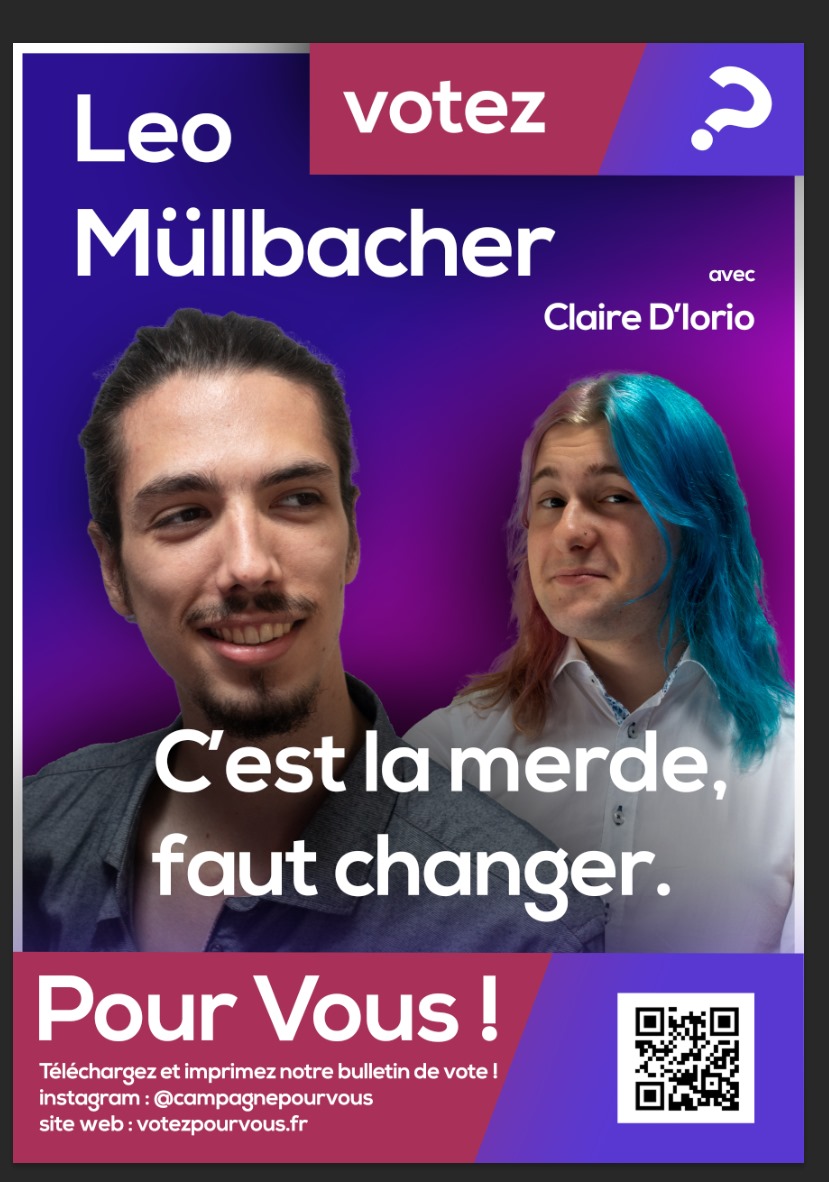 votez
Leo
Müllbacher
avec
Claire D'Iorio
C'est la merde,
faut changer.
Pour Vous !
Téléchargez et imprimez notre bulletin de vote !
instagram : @campagnepourvous
site web : votezpourvous.fr